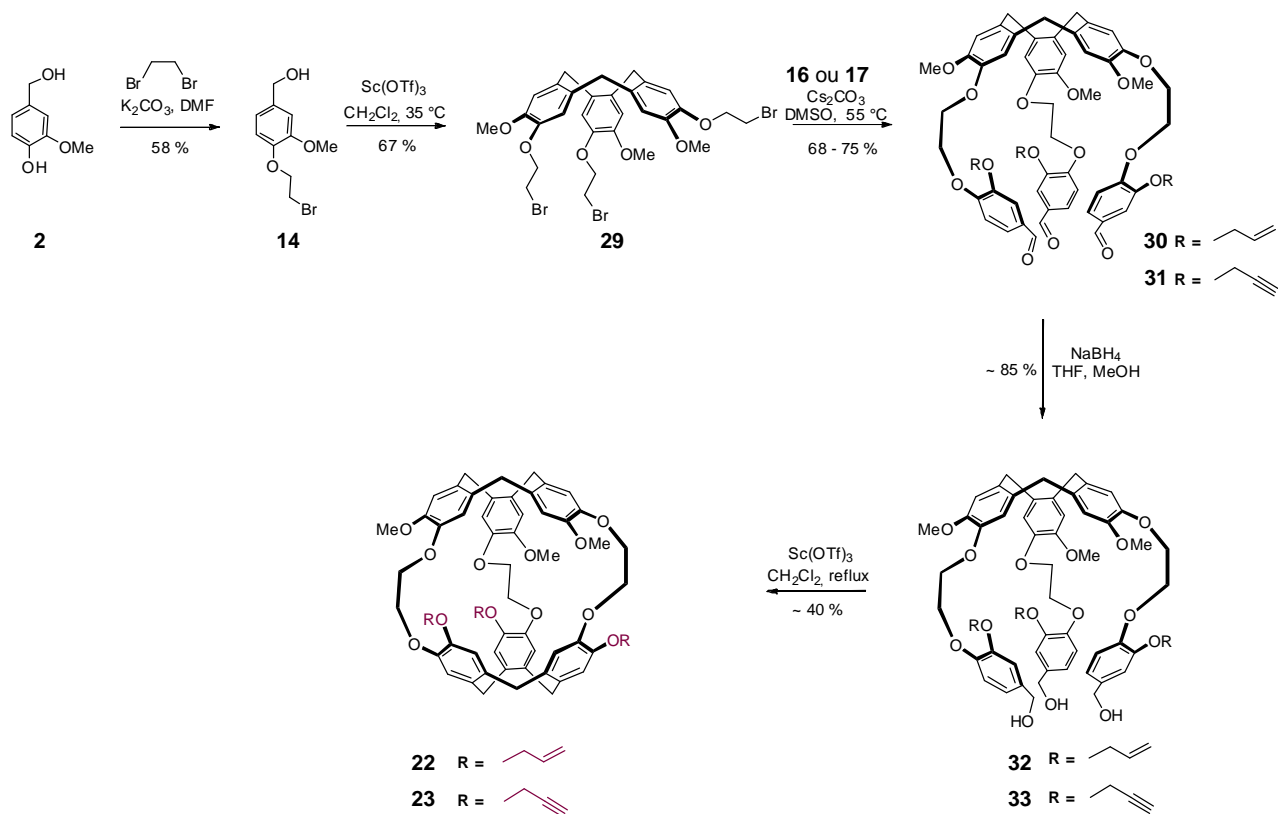 OH
OMe
OH
2
Br
Br
K2CO3, DMF
58 %
OH
OMe
O
Br
14
Sc(OTf)3
CH2Cl2, 35 °C
67 %
MeO
O
O
OMe
OMe
O
Br
Br
Br
29
16 ou 17
Cs2CO3
DMSO, 55 °C
68 - 75 %
MeO
O
O
OMe
OMe
O
RO
O
RO
O
O
OR
O
O
O
30 R =
31 R =
~ 85 %
NaBH4
THF, MeOH
MeO
O
O
OMe
OMe
O
RO
O
RO
O
O
OR
HO
OH
OH
32 R =
33 R =
Sc(OTf)3
CH2Cl2, reflux
~ 40 %
MeO
O
O
OMe
OMe
O
RO
O
RO
O
O
OR
22 R =
23 R =